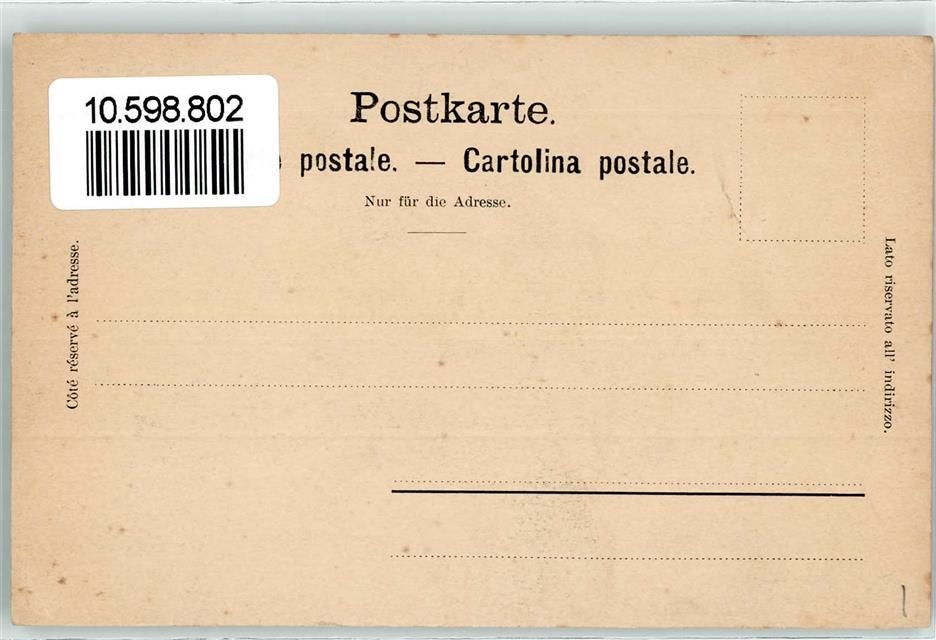 10.598.802
Postkarte.
postale. — Cartolina postale.
Nur für die Adresse.
Côté réservé à l'adresse.
Lato riservato all' indirizzo.